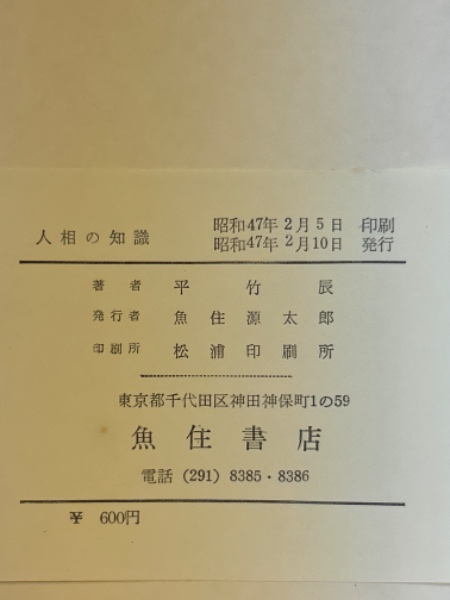 人相の知識
昭和47年2月5日 印刷
昭和47年2月10日 発行
著者 平竹辰
発行者 魚住源太郎
印刷所 松浦印刷所
東京都千代田区神田神保町1の59
魚住書店
電話 (291) 8385・8386
¥ 600円